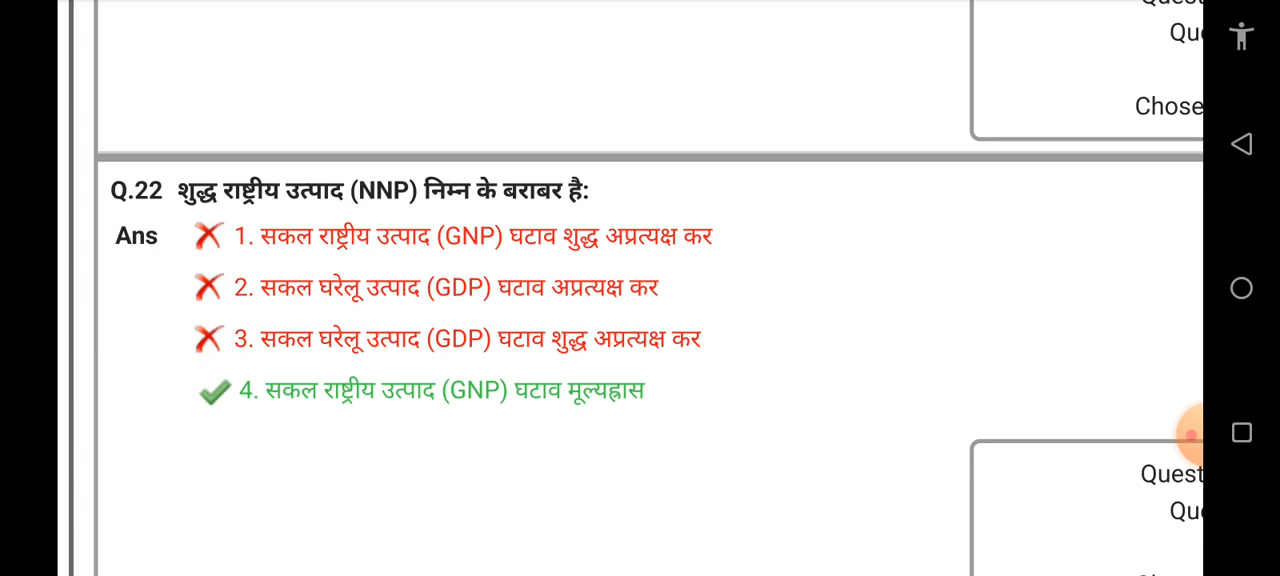 Qu
Chose
Q.22 शुद्ध राष्ट्रीय उत्पाद (NNP) निम्न के बराबर है:
Ans 1. सकल राष्ट्रीय उत्पाद (GNP) घटाव शुद्ध अप्रत्यक्ष कर
2. सकल घरेलू उत्पाद (GDP) घटाव अप्रत्यक्ष कर
3. सकल घरेलू उत्पाद (GDP) घटाव शुद्ध अप्रत्यक्ष कर
4. सकल राष्ट्रीय उत्पाद (GNP) घटाव मूल्यह्रास
Quest
Qu